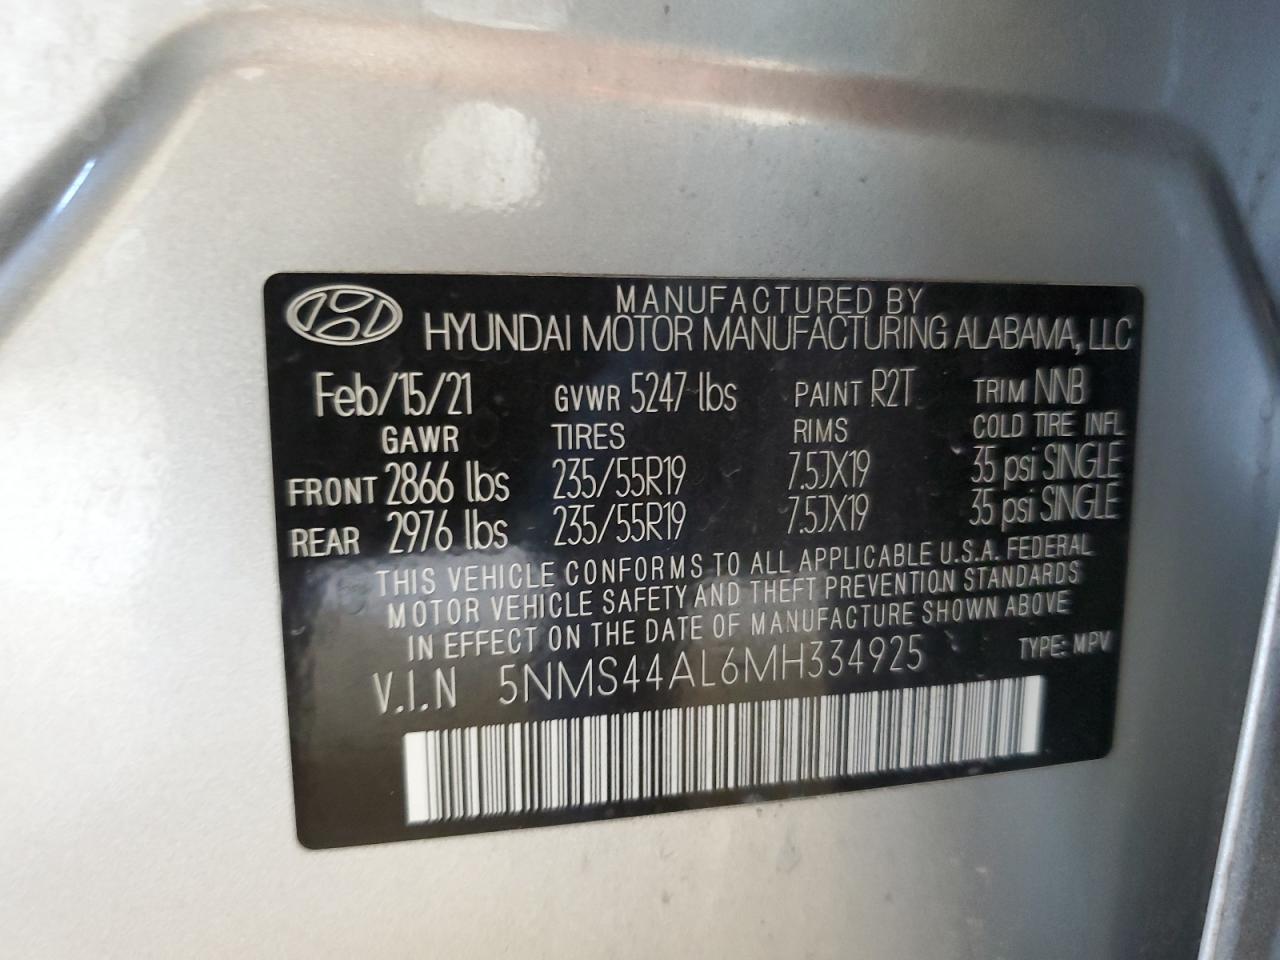 MANUFACTURED BY
HYUNDAI MOTOR MANUFACTURING ALABAMA, LLC
Feb/15/21 GVWR 5247 lbs PAINT R2T TRIM NNB
GAWR TIRES RIMS COLD TIRE INFL
FRONT 2866 lbs 235/55R19 7.5JX19 35 psi SINGLE
REAR 2976 lbs 235/55R19 7.5JX19 35 psi SINGLE
THIS VEHICLE CONFORMS TO ALL APPLICABLE U.S.A. FEDERAL
MOTOR VEHICLE SAFETY AND THEFT PREVENTION STANDARDS
IN EFFECT ON THE DATE OF MANUFACTURE SHOWN ABOVE
V.I.N 5NMS44AL6MH334925 TYPE: MPV